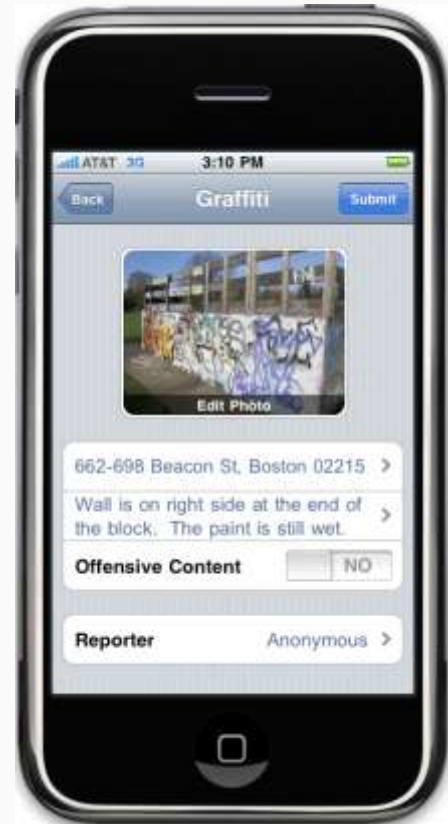 AT&T 3G 3:10 PM
Back Graffiti Submit
Edit Photo
662-698 Beacon St, Boston 02215
Wall is on right side at the end of
the block. The paint is still wet.
Offensive Content NO
Reporter Anonymous